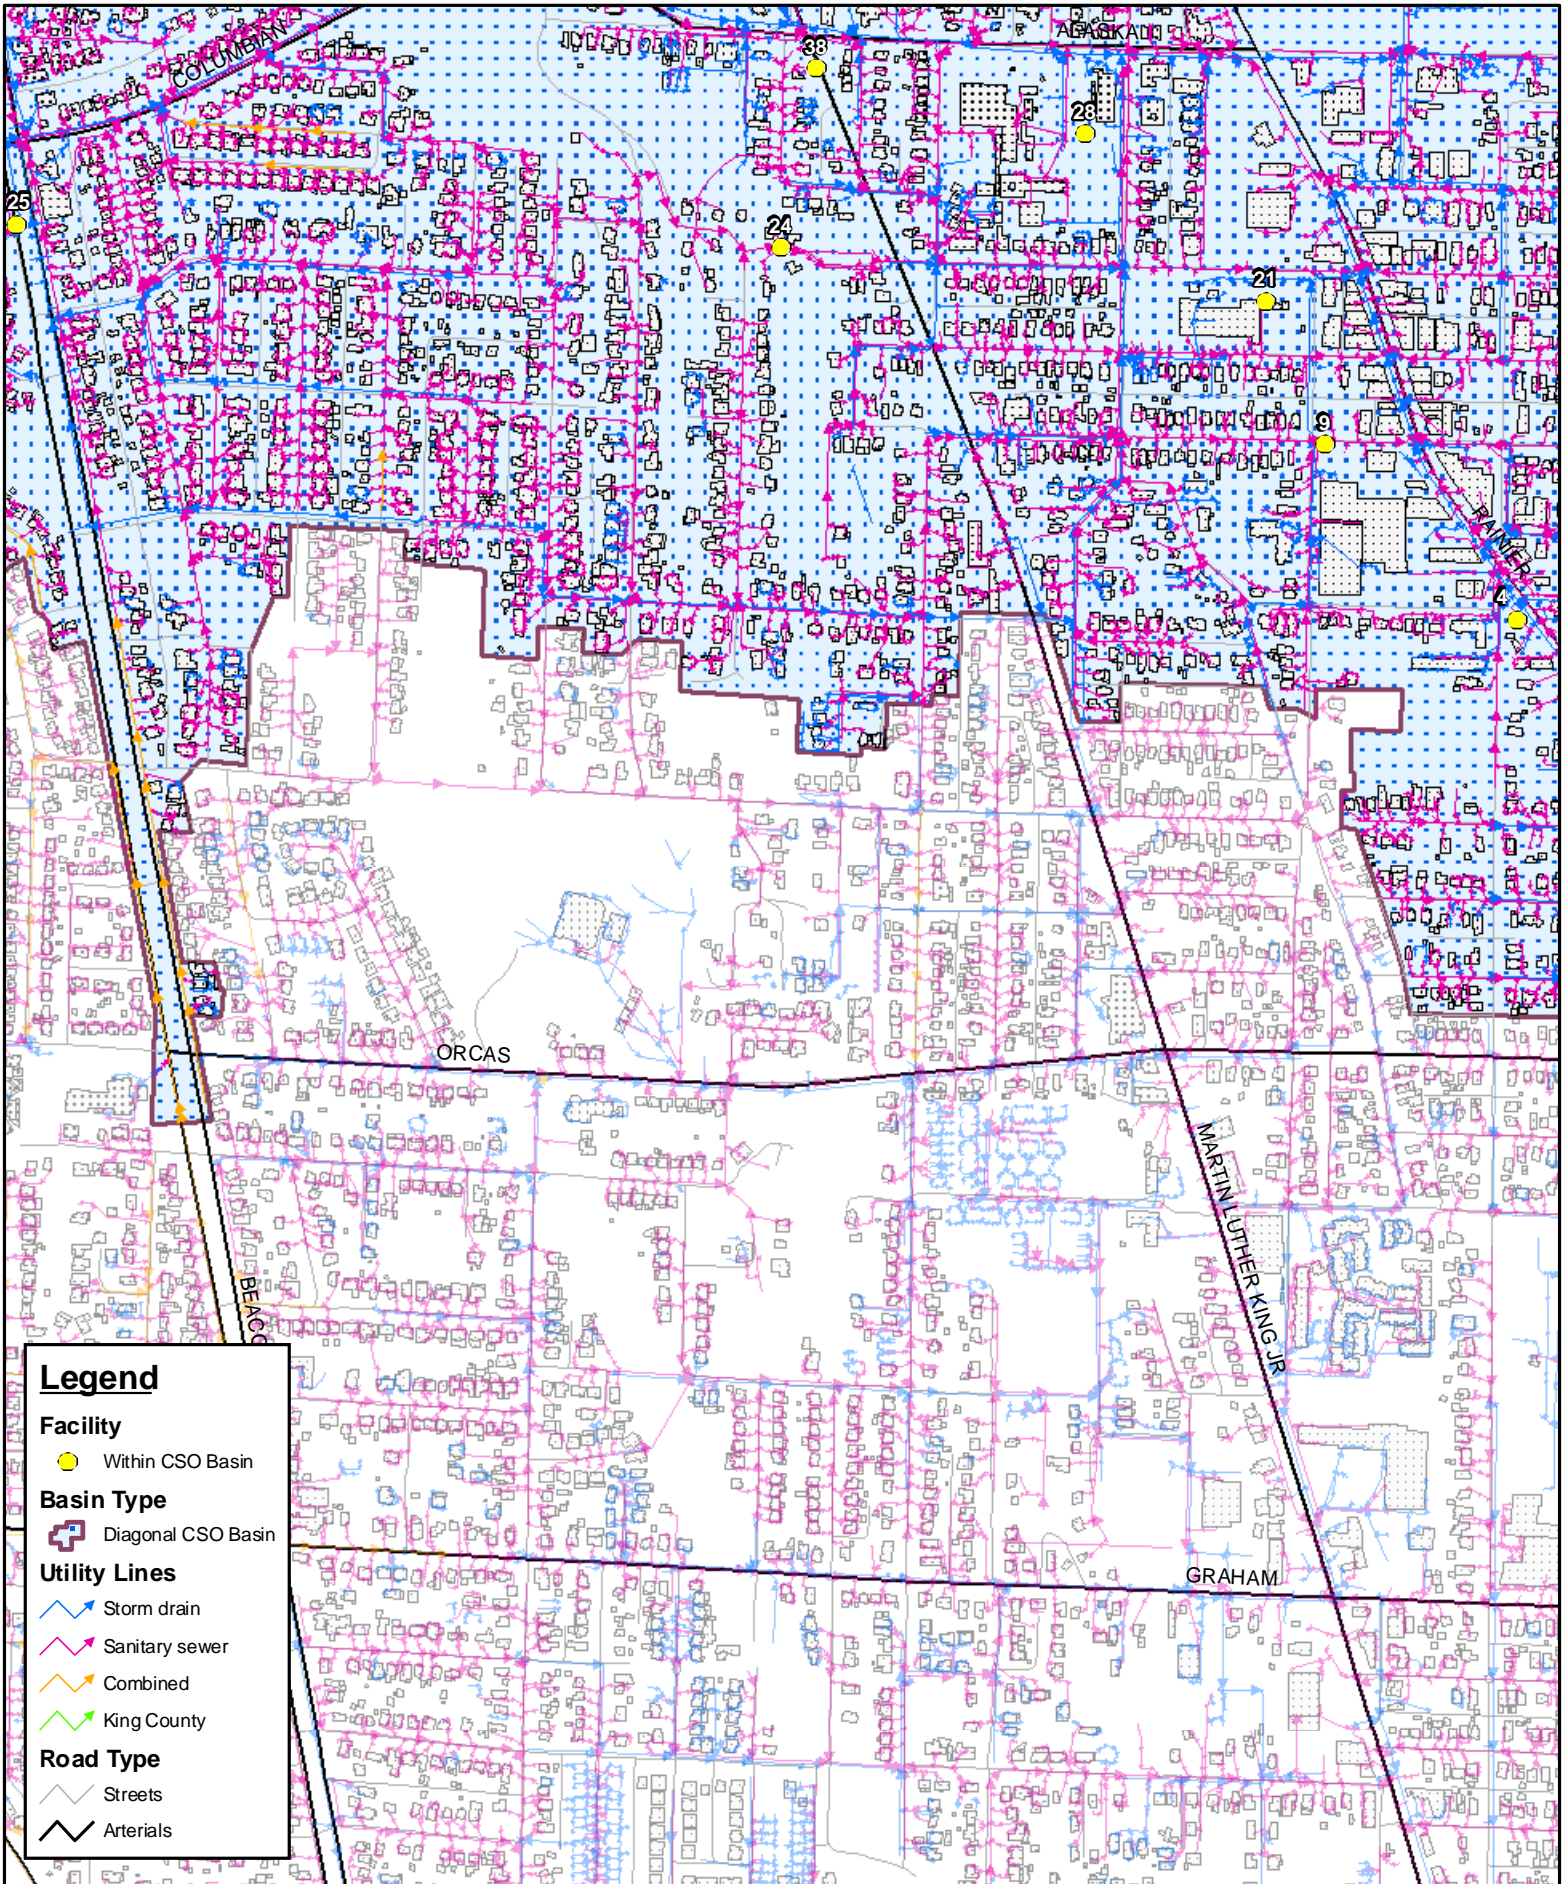 COLUMBIAN
ALASKA
38
28
25
24
21
9
RAINIER
4
ORCAS
MARTIN LUTHER KING JR
BEACO
GRAHAM
Legend
Facility
Within CSO Basin
Basin Type
Diagonal CSO Basin
Utility Lines
Storm drain
Sanitary sewer
Combined
King County
Road Type
Streets
Arterials